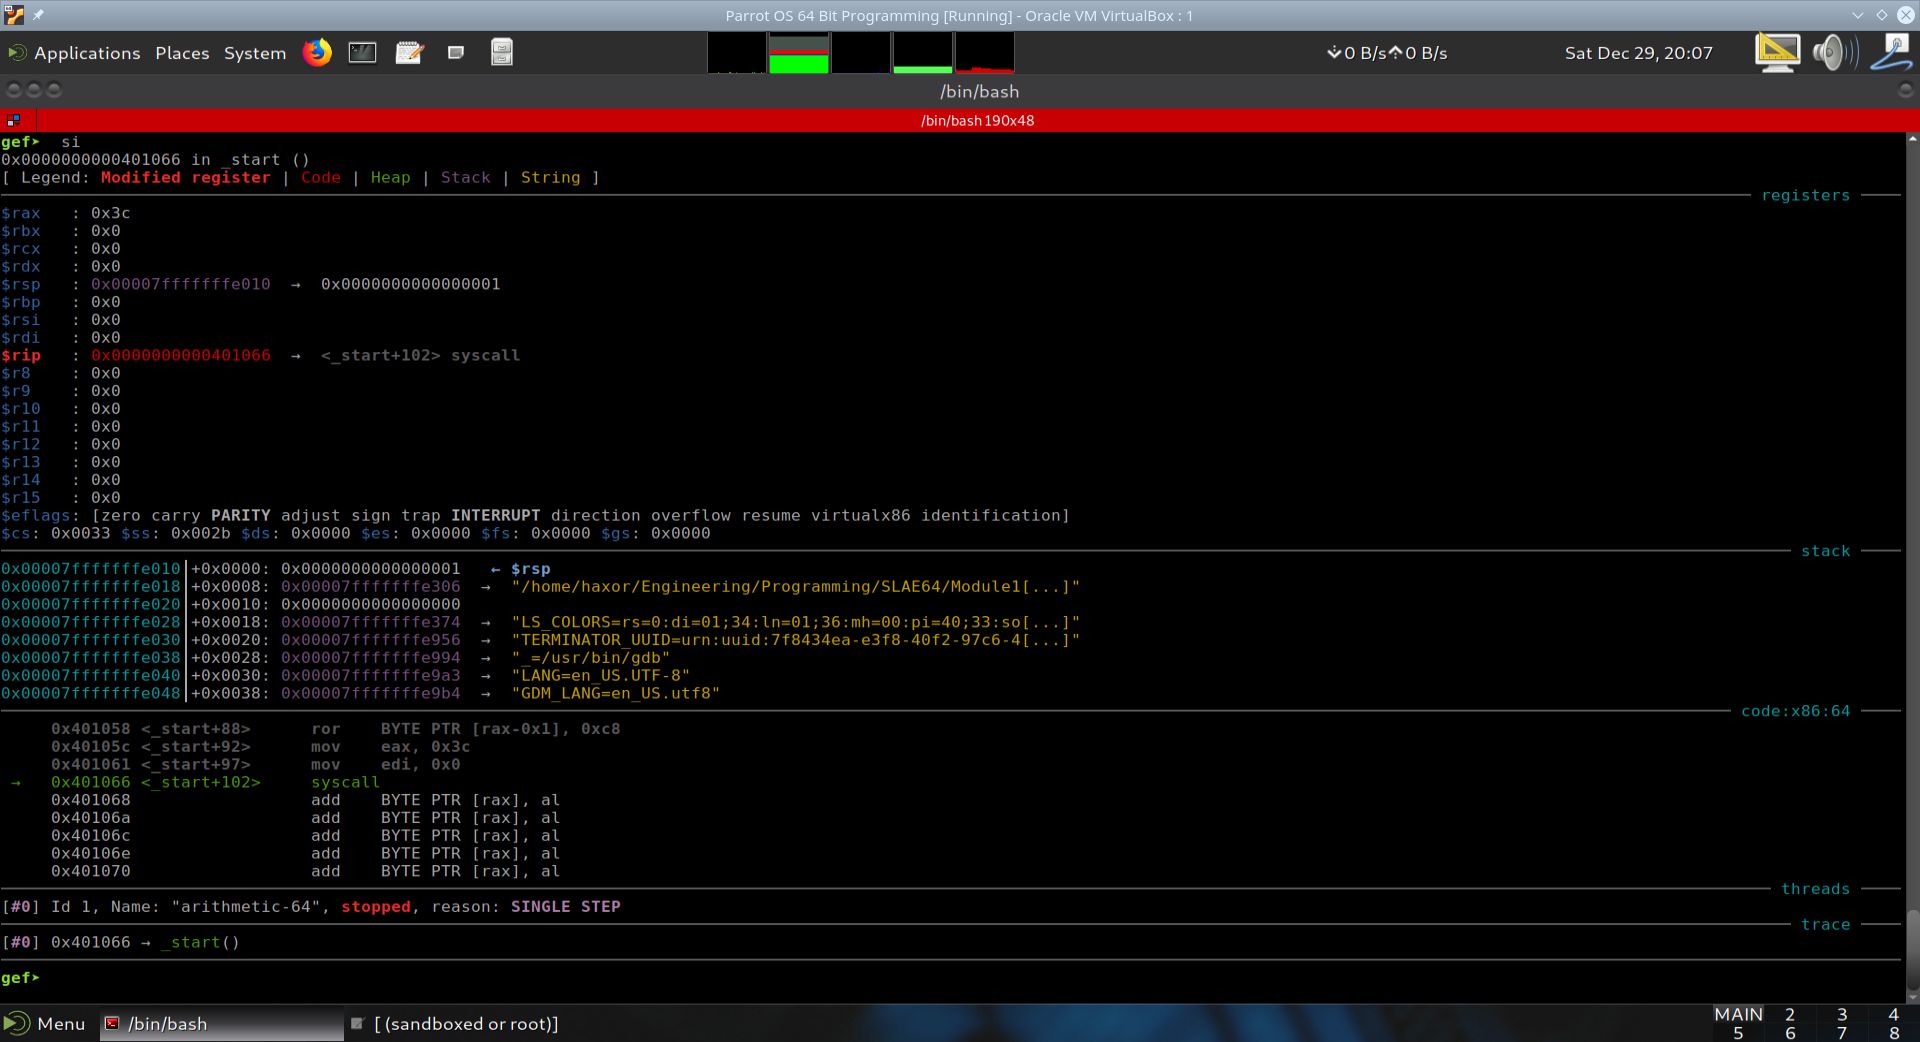 Parrot OS 64 Bit Programming [Running] - Oracle VM VirtualBox : 1
Applications Places System 0 B/s 0 B/s Sat Dec 29, 20:07
/bin/bash
/bin/bash 190x48
gef➤  si
0x0000000000401066 in _start ()
[ Legend: Modified register | Code | Heap | Stack | String ]
registers
$rax   : 0x3c
$rbx   : 0x0
$rcx   : 0x0
$rdx   : 0x0
$rsp   : 0x00007fffffffe010  →  0x0000000000000001
$rbp   : 0x0
$rsi   : 0x0
$rdi   : 0x0
$rip   : 0x0000000000401066  →  <_start+102> syscall
$r8    : 0x0
$r9    : 0x0
$r10   : 0x0
$r11   : 0x0
$r12   : 0x0
$r13   : 0x0
$r14   : 0x0
$r15   : 0x0
$eflags: [zero carry PARITY adjust sign trap INTERRUPT direction overflow resume virtualx86 identification]
$cs: 0x0033 $ss: 0x002b $ds: 0x0000 $es: 0x0000 $fs: 0x0000 $gs: 0x0000
stack
0x00007fffffffe010│+0x0000: 0x0000000000000001   ← $rsp
0x00007fffffffe018│+0x0008: 0x00007fffffffe306  →  "/home/haxor/Engineering/Programming/SLAE64/Module1[...]"
0x00007fffffffe020│+0x0010: 0x0000000000000000
0x00007fffffffe028│+0x0018: 0x00007fffffffe374  →  "LS_COLORS=rs=0:di=01;34:ln=01;36:mh=00:pi=40;33:so[...]"
0x00007fffffffe030│+0x0020: 0x00007fffffffe956  →  "TERMINATOR_UUID=urn:uuid:7f8434ea-e3f8-40f2-97c6-4[...]"
0x00007fffffffe038│+0x0028: 0x00007fffffffe994  →  "_=/usr/bin/gdb"
0x00007fffffffe040│+0x0030: 0x00007fffffffe9a3  →  "LANG=en_US.UTF-8"
0x00007fffffffe048│+0x0038: 0x00007fffffffe9b4  →  "GDM_LANG=en_US.utf8"
code:x86:64
0x401058 <_start+88>      ror    BYTE PTR [rax-0x1], 0xc8
0x40105c <_start+92>      mov    eax, 0x3c
0x401061 <_start+97>      mov    edi, 0x0
→   0x401066 <_start+102>     syscall
0x401068                  add    BYTE PTR [rax], al
0x40106a                  add    BYTE PTR [rax], al
0x40106c                  add    BYTE PTR [rax], al
0x40106e                  add    BYTE PTR [rax], al
0x401070                  add    BYTE PTR [rax], al
threads
[#0] Id 1, Name: "arithmetic-64", stopped, reason: SINGLE STEP
trace
[#0] 0x401066 → _start()
gef➤
Menu /bin/bash [ (sandboxed or root)] MAIN 2 3 4
5 6 7 8